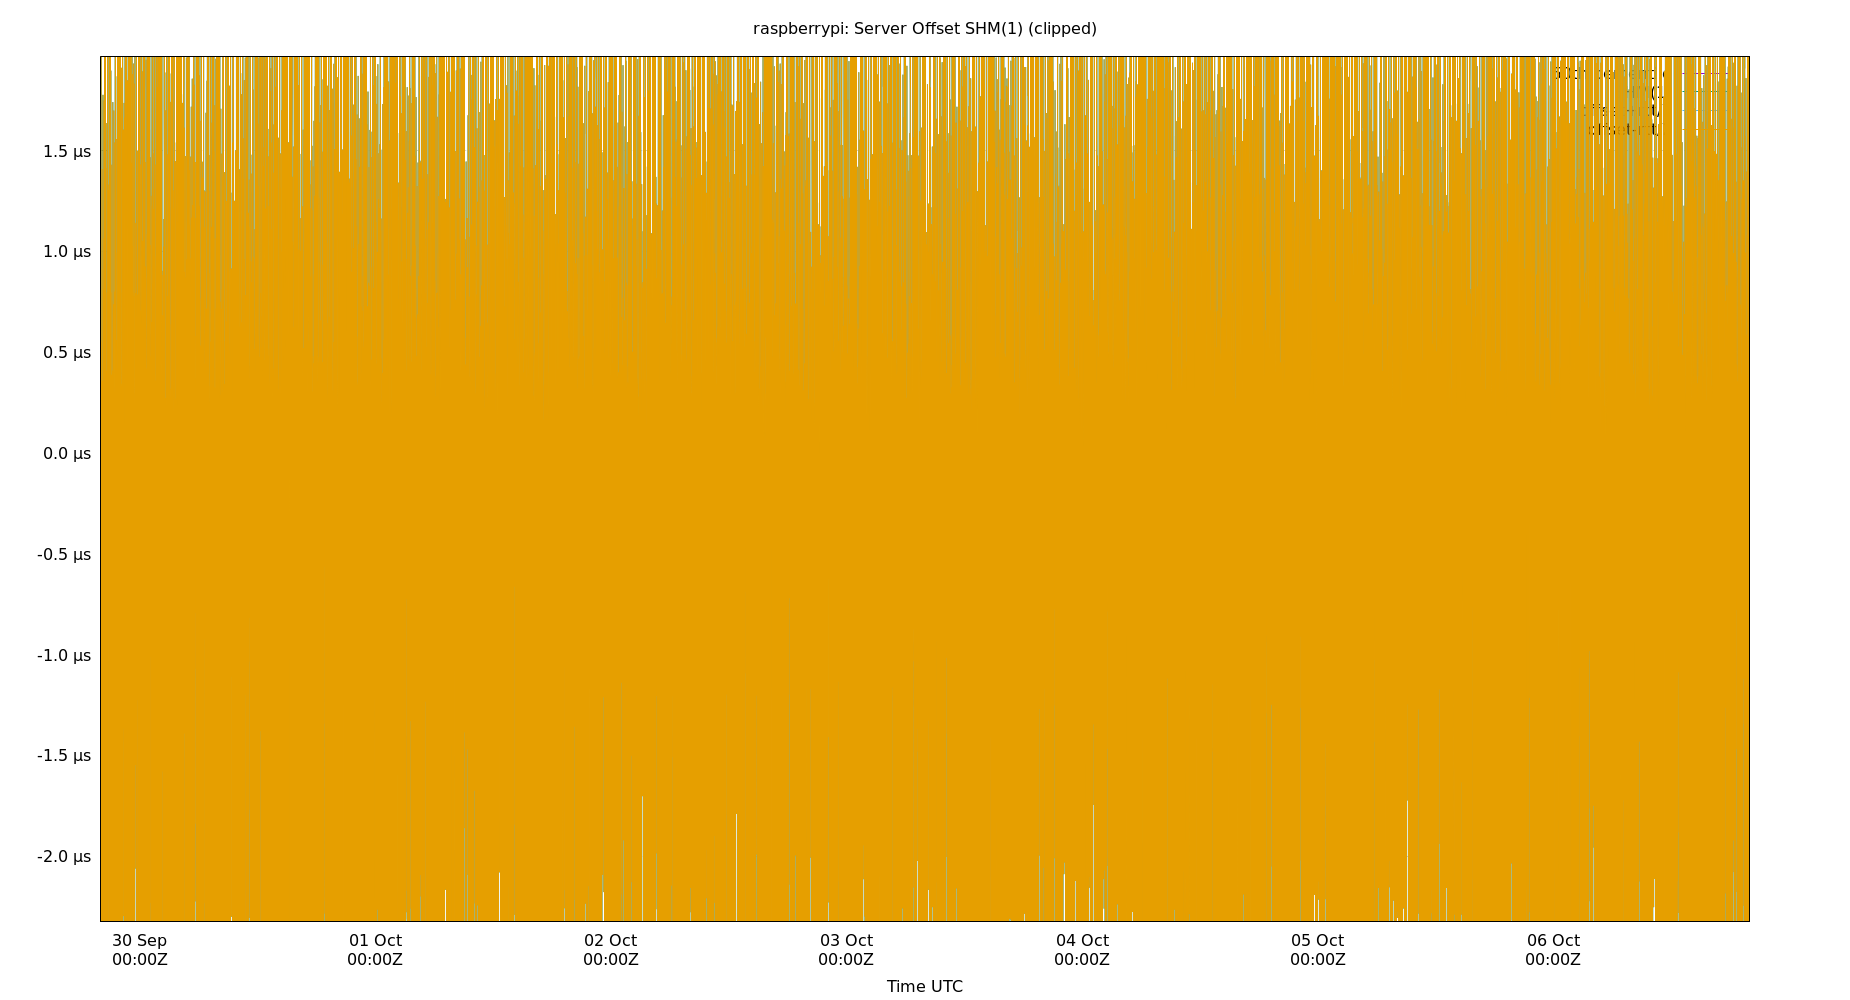 raspberrypi: Server Offset SHM(1) (clipped)
1.5 µs
1.0 µs
0.5 µs
0.0 µs
-0.5 µs
-1.0 µs
-1.5 µs
-2.0 µs
30 Sep 01 Oct 02 Oct 03 Oct 04 Oct 05 Oct 06 Oct
00:00Z 00:00Z 00:00Z 00:00Z 00:00Z 00:00Z 00:00Z
Time UTC